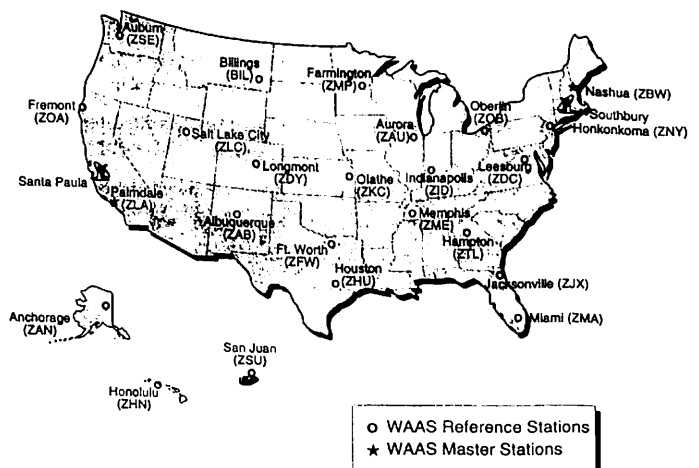 Auburn
(ZSE)
Billings
(BIL)
Farmington
(ZMP)
Nashua (ZBW)
Fremont
(ZOA)
Oberlin
(ZOB)
Southbury
Aurora
(ZAU)
Honkonkoma (ZNY)
Salt Lake City
(ZLC)
Longmont
(ZDY)
Olathe
(ZKC)
Indianapolis
(ZID)
Leesburg
(ZDC)
Santa Paula
Palmdale
(ZLA)
Albuquerque
(ZAB)
Memphis
(ZME)
Hampton
(ZTL)
Ft. Worth
(ZFW)
Houston
(ZHU)
Jacksonville (ZJX)
Anchorage
(ZAN)
Miami (ZMA)
San Juan
(ZSU)
Honolulu
(ZHN)
WAAS Reference Stations
WAAS Master Stations